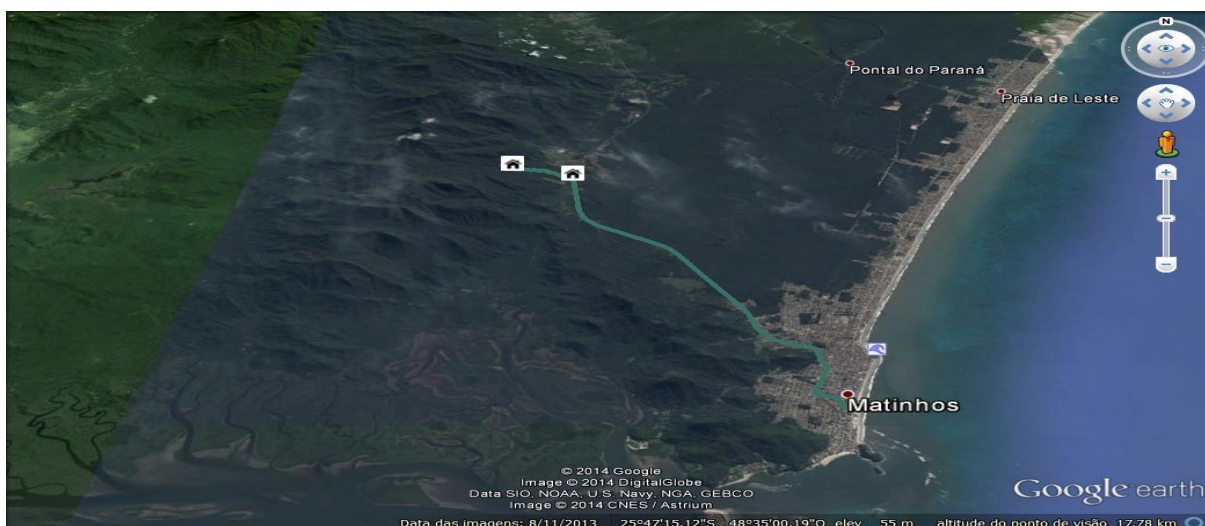 N
Pontal do Paraná
Praia de Leste
Matinhos
© 2014 Google
Image © 2014 DigitalGlobe
Data SIO, NOAA, U.S. Navy, NGA, GEBCO
Image © 2014 CNES / Astrium
Google earth
Data das imagens: 8/11/2013 25°47'15.12"S 48°35'00.19"O elev 55 m altitude do ponto de visão 17.78 km